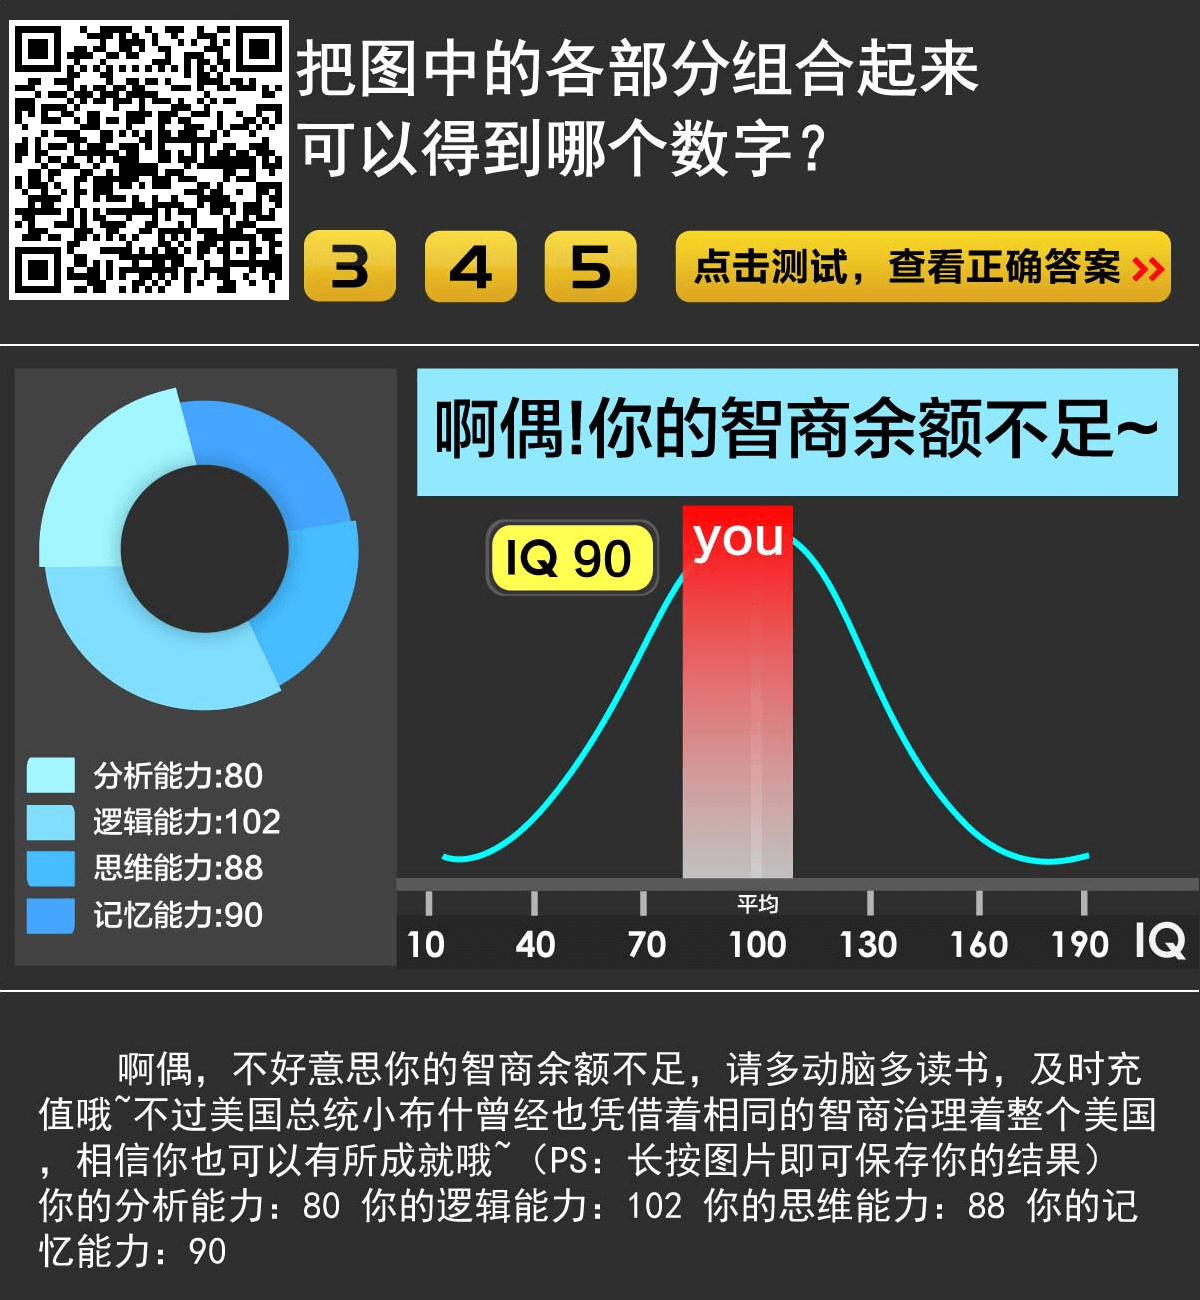 把图中的各部分组合起来
可以得到哪个数字？
3 4 5 点击测试，查看正确答案 >>
啊偶!你的智商余额不足~
IQ 90
you
分析能力:80
逻辑能力:102
思维能力:88
记忆能力:90
平均
10 40 70 100 130 160 190 IQ
啊偶，不好意思你的智商余额不足，请多动脑多读书，及时充
值哦~不过美国总统小布什曾经也凭借着相同的智商治理着整个美国
，相信你也可以有所成就哦~（PS：长按图片即可保存你的结果）
你的分析能力：80 你的逻辑能力：102 你的思维能力：88 你的记
忆能力：90